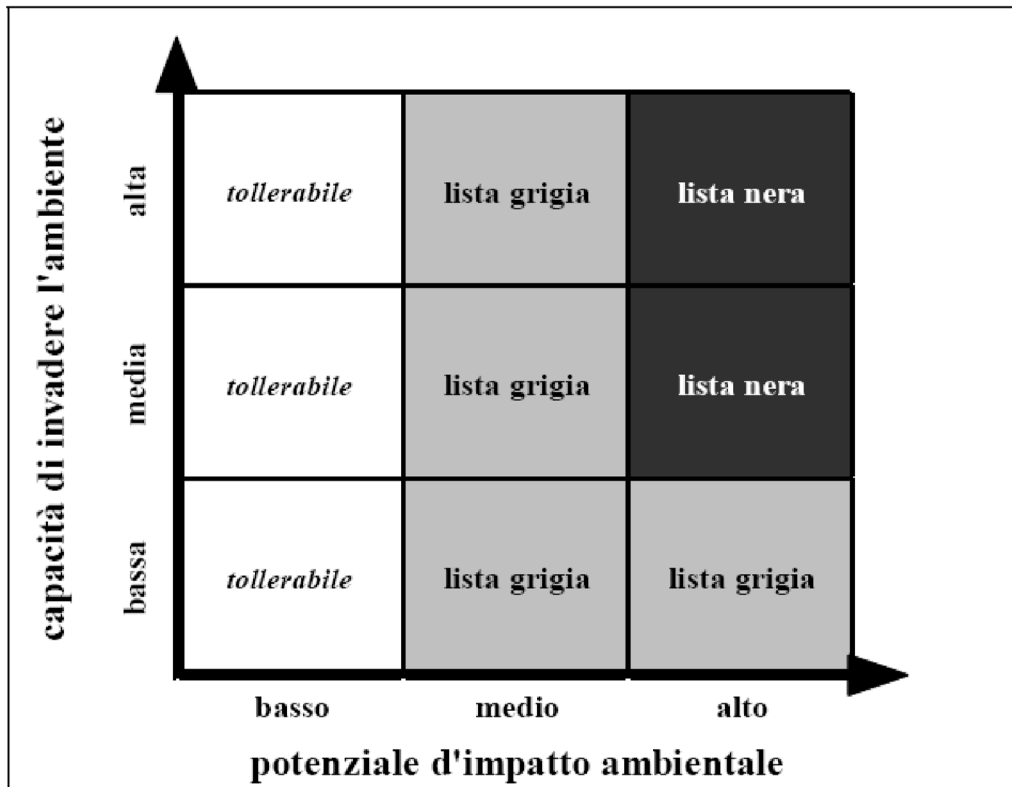 capacità di invadere l'ambiente
alta
tollerabile
lista grigia
lista nera
media
tollerabile
lista grigia
lista nera
bassa
tollerabile
lista grigia
lista grigia
basso
medio
alto
potenziale d'impatto ambientale